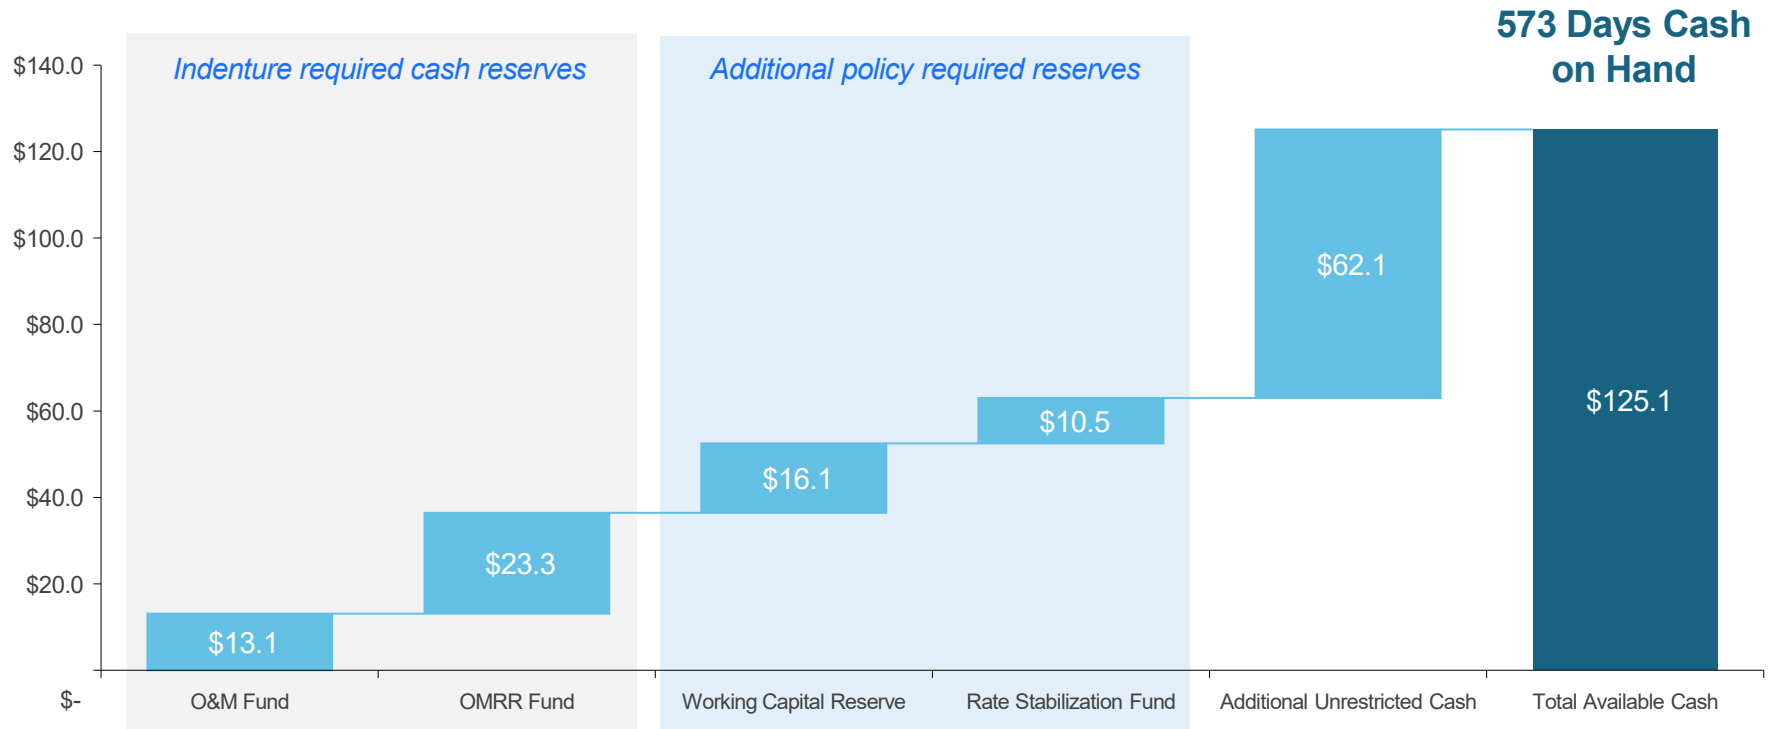 573 Days Cash
on Hand
Indenture required cash reserves
Additional policy required reserves
$140.0
$120.0
$100.0
$80.0
$60.0
$40.0
$20.0
$-
$13.1
$23.3
$16.1
$10.5
$62.1
$125.1
O&M Fund
OMRR Fund
Working Capital Reserve
Rate Stabilization Fund
Additional Unrestricted Cash
Total Available Cash